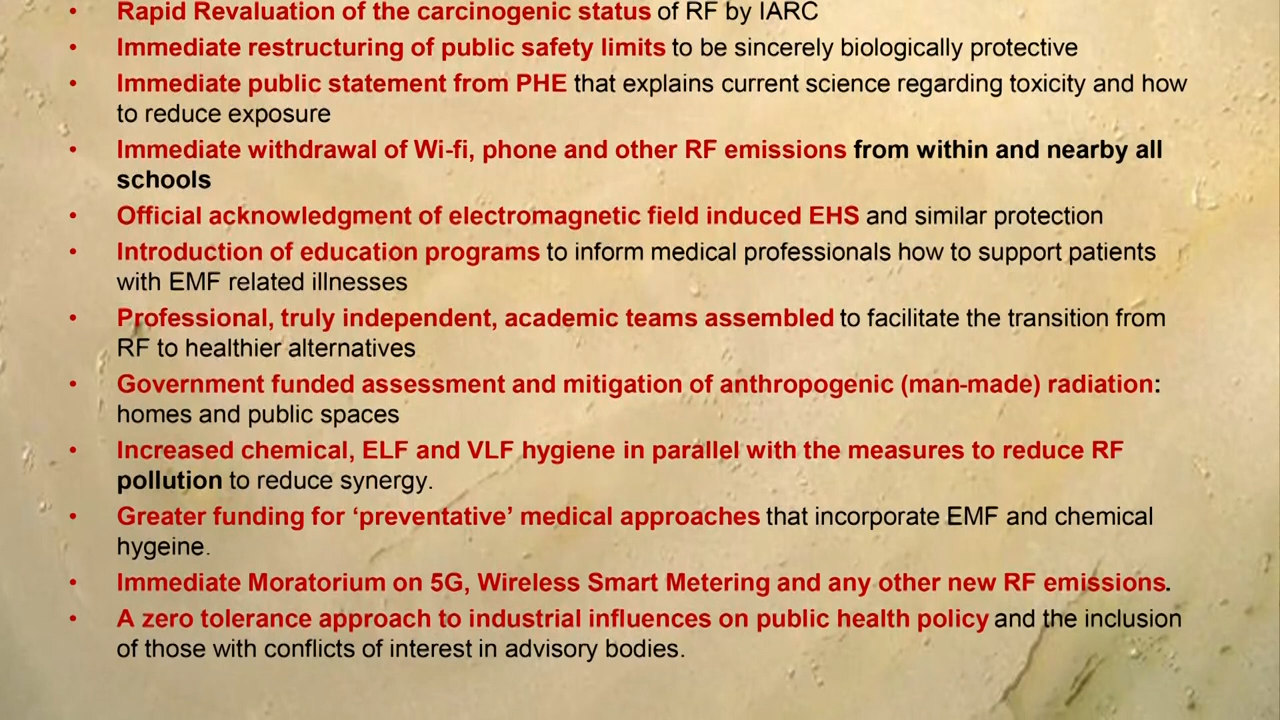 • Rapid Revaluation of the carcinogenic status of RF by IARC
• Immediate restructuring of public safety limits to be sincerely biologically protective
• Immediate public statement from PHE that explains current science regarding toxicity and how
to reduce exposure
• Immediate withdrawal of Wi-fi, phone and other RF emissions from within and nearby all
schools
• Official acknowledgment of electromagnetic field induced EHS and similar protection
• Introduction of education programs to inform medical professionals how to support patients
with EMF related illnesses
• Professional, truly independent, academic teams assembled to facilitate the transition from
RF to healthier alternatives
• Government funded assessment and mitigation of anthropogenic (man-made) radiation:
homes and public spaces
• Increased chemical, ELF and VLF hygiene in parallel with the measures to reduce RF
pollution to reduce synergy.
• Greater funding for ‘preventative’ medical approaches that incorporate EMF and chemical
hygeine.
• Immediate Moratorium on 5G, Wireless Smart Metering and any other new RF emissions.
• A zero tolerance approach to industrial influences on public health policy and the inclusion
of those with conflicts of interest in advisory bodies.